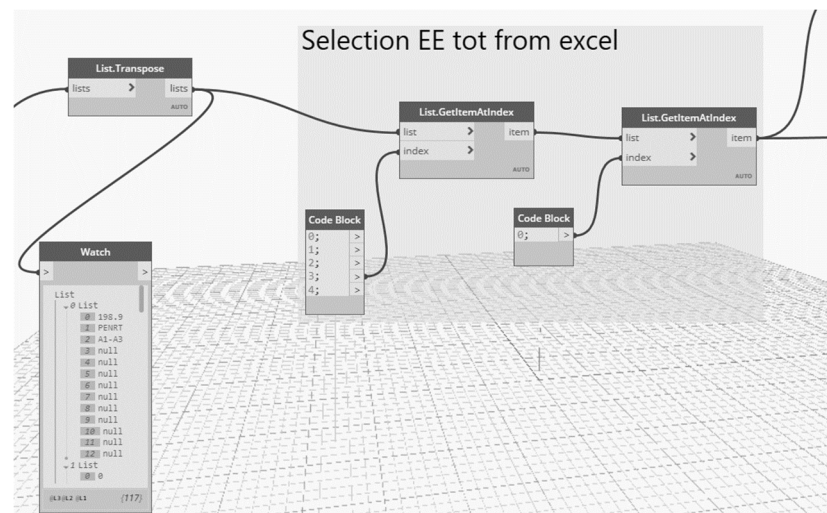 Selection EE tot from excel
List.Transpose
lists > lists
AUTO
List.GetItemAtIndex
list > item
index >
AUTO
List.GetItemAtIndex
list > item
index >
AUTO
Code Block
0; >
1; >
2; >
3; >
4; >
Code Block
0; >
Watch
> >
List
0 List
0 198.9
1 PENRT
2 A1-A3
3 null
4 null
5 null
6 null
7 null
8 null
9 null
10 null
11 null
12 null
1 List
0 0
@L3@L2 @L1 {117}